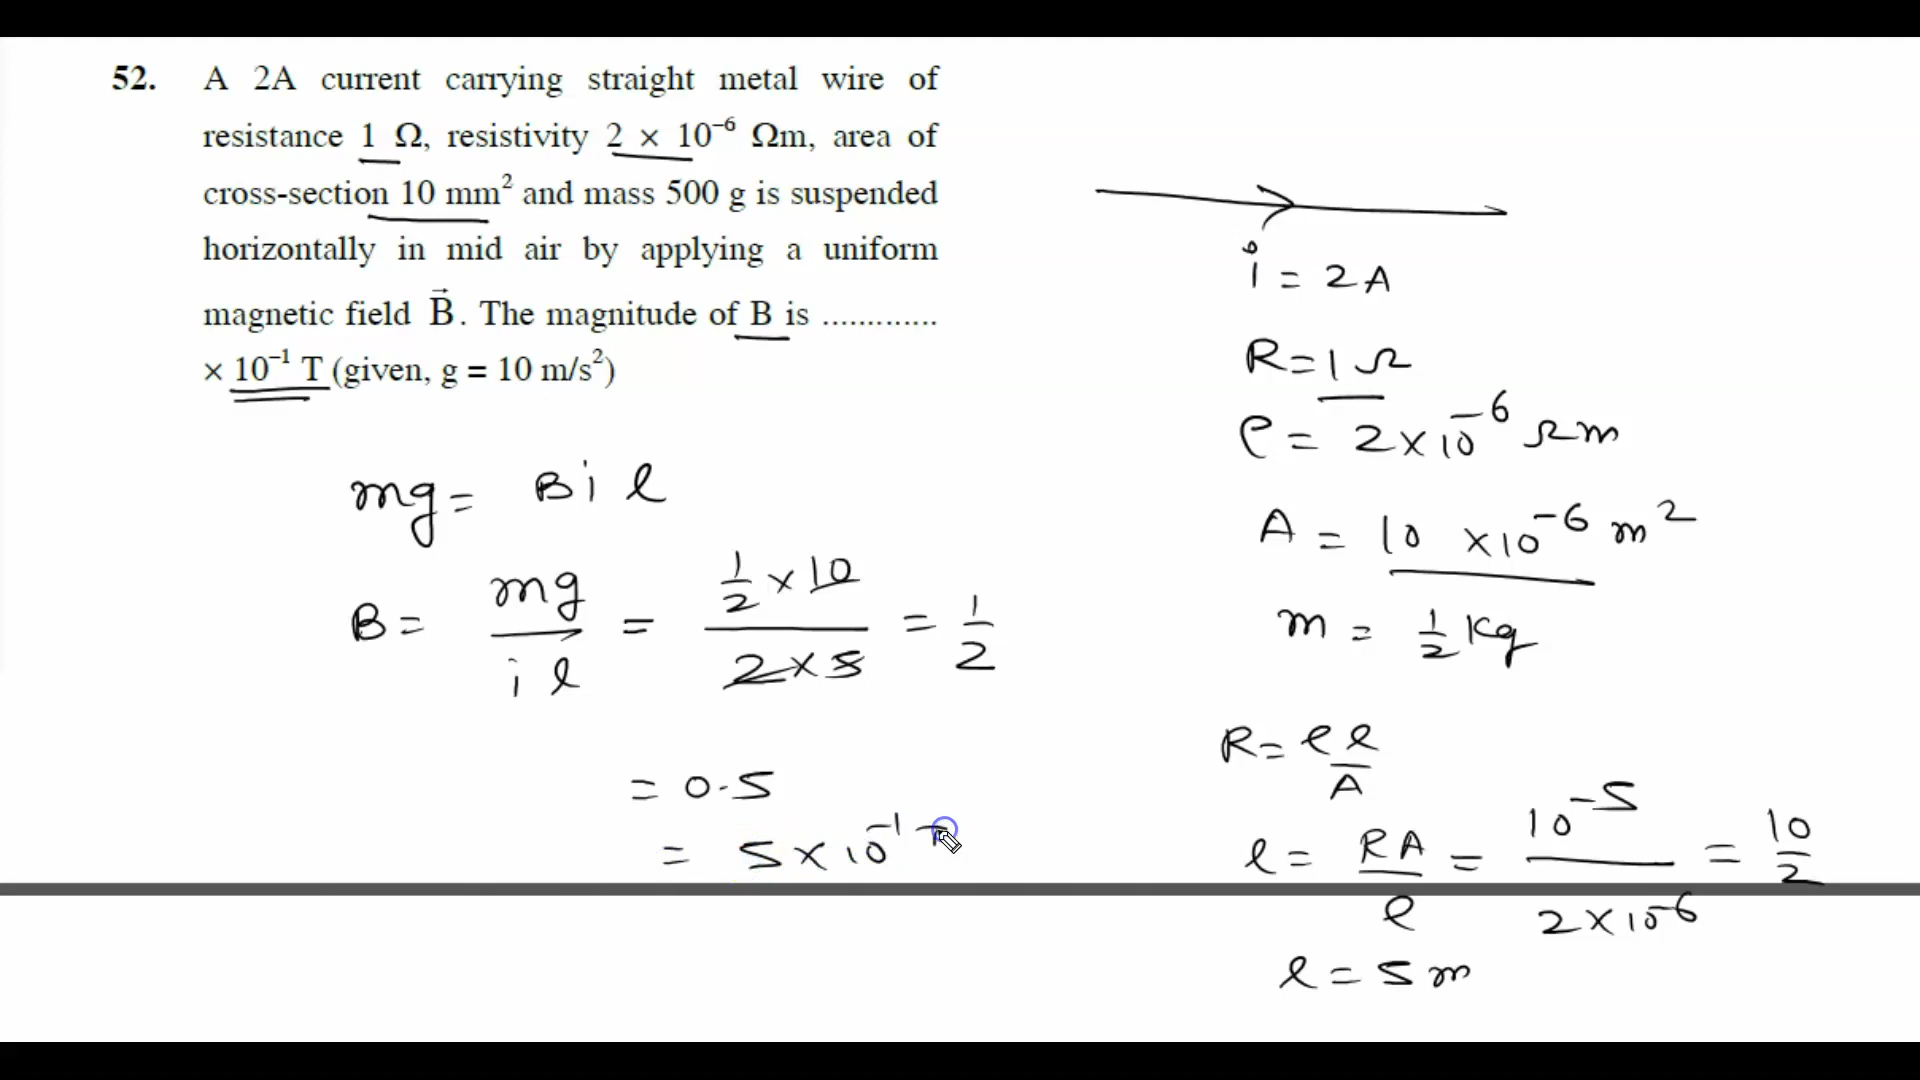 52. A 2A current carrying straight metal wire of
resistance 1 Ω, resistivity 2 × 10⁻⁶ Ωm, area of
cross-section 10 mm² and mass 500 g is suspended
horizontally in mid air by applying a uniform
magnetic field B⃗. The magnitude of B is .............
× 10⁻¹ T (given, g = 10 m/s²)
mg = B i l
B = mg / i l = ½ × 10 / 2 × 5 = ½
= 0.5
= 5 × 10⁻¹ T
i = 2A
R = 1 Ω
ρ = 2 × 10⁻⁶ Ωm
A = 10 × 10⁻⁶ m²
m = ½ Kg
R = ρl / A
l = RA / ρ = 10⁻⁵ / 2 × 10⁻⁶ = 10 / 2
l = 5 m